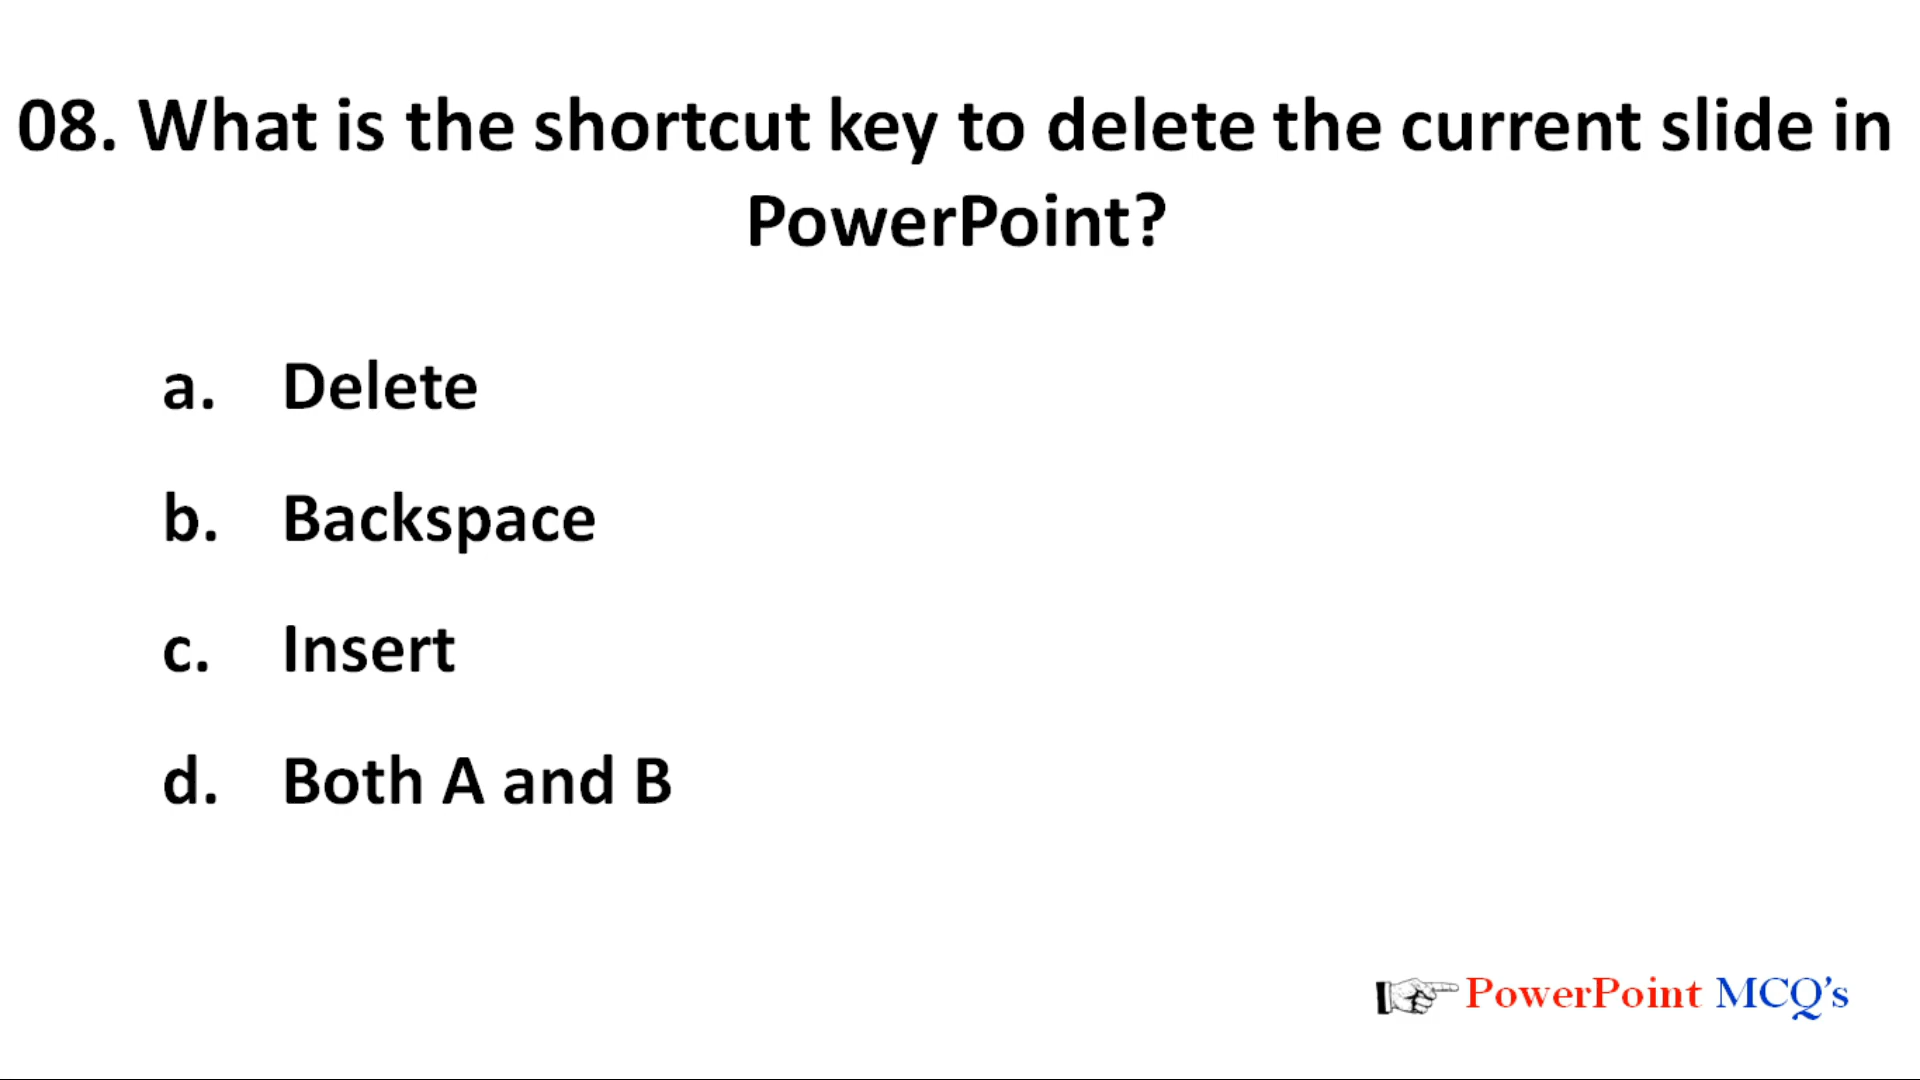 08. What is the shortcut key to delete the current slide in
PowerPoint?
a. Delete
b. Backspace
c. Insert
d. Both A and B
PowerPoint MCQ's